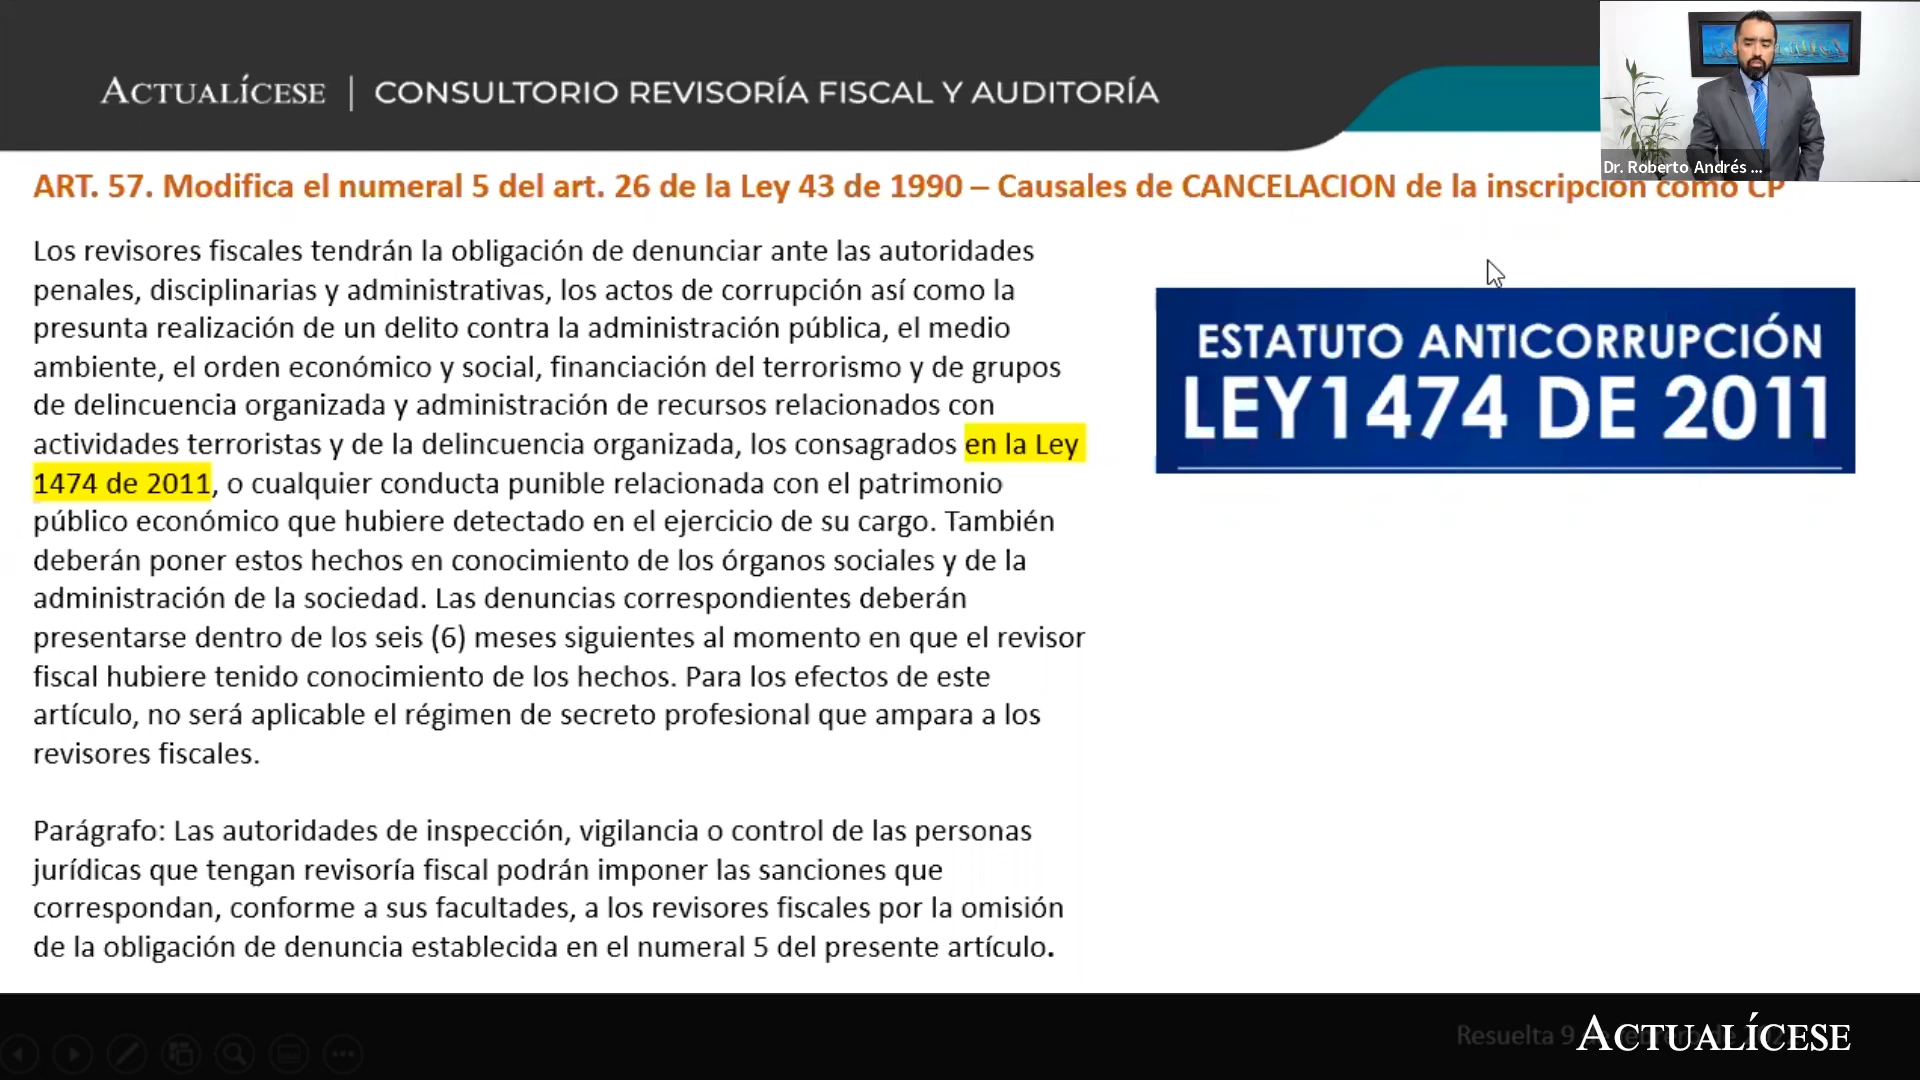 ACTUALÍCESE | CONSULTORIO REVISORÍA FISCAL Y AUDITORÍA
Dr. Roberto Andrés ...
ART. 57. Modifica el numeral 5 del art. 26 de la Ley 43 de 1990 – Causales de CANCELACION de la inscripción como CP
Los revisores fiscales tendrán la obligación de denunciar ante las autoridades
penales, disciplinarias y administrativas, los actos de corrupción así como la
presunta realización de un delito contra la administración pública, el medio
ambiente, el orden económico y social, financiación del terrorismo y de grupos
de delincuencia organizada y administración de recursos relacionados con
actividades terroristas y de la delincuencia organizada, los consagrados en la Ley
1474 de 2011, o cualquier conducta punible relacionada con el patrimonio
público económico que hubiere detectado en el ejercicio de su cargo. También
deberán poner estos hechos en conocimiento de los órganos sociales y de la
administración de la sociedad. Las denuncias correspondientes deberán
presentarse dentro de los seis (6) meses siguientes al momento en que el revisor
fiscal hubiere tenido conocimiento de los hechos. Para los efectos de este
artículo, no será aplicable el régimen de secreto profesional que ampara a los
revisores fiscales.
Parágrafo: Las autoridades de inspección, vigilancia o control de las personas
jurídicas que tengan revisoría fiscal podrán imponer las sanciones que
correspondan, conforme a sus facultades, a los revisores fiscales por la omisión
de la obligación de denuncia establecida en el numeral 5 del presente artículo.
ESTATUTO ANTICORRUPCIÓN
LEY 1474 DE 2011
Resuelta 9
ACTUALÍCESE